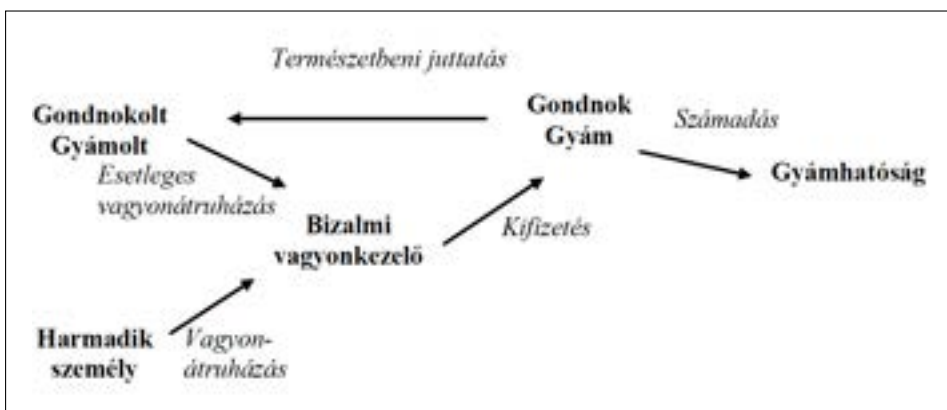 Természetbeni juttatás
Gondnokolt
Gyámolt
Gondnok
Gyám
Számadás
Gyámhatóság
Esetleges
vagyonátruházás
Bizalmi
vagyonkezelő
Kifizetés
Harmadik
személy
Vagyon-
átruházás